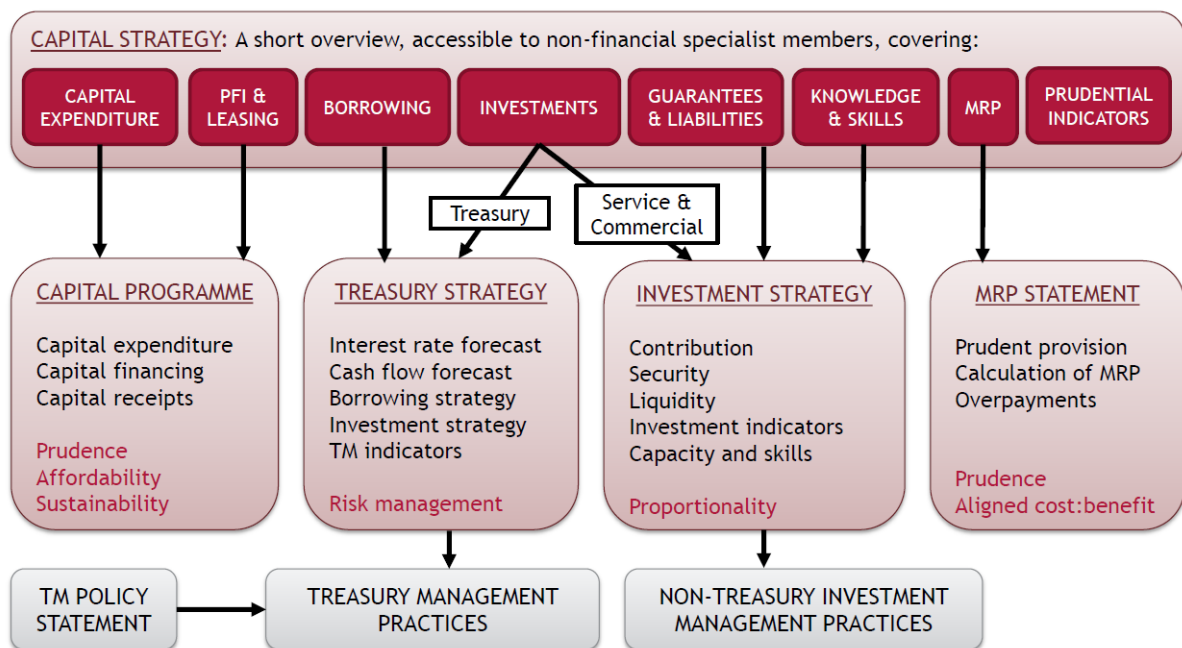 CAPITAL STRATEGY: A short overview, accessible to non-financial specialist members, covering:
CAPITAL
EXPENDITURE
PFI &
LEASING
BORROWING
INVESTMENTS
GUARANTEES
& LIABILITIES
KNOWLEDGE
& SKILLS
MRP
PRUDENTIAL
INDICATORS
Treasury
Service &
Commercial
CAPITAL PROGRAMME
Capital expenditure
Capital financing
Capital receipts
Prudence
Affordability
Sustainability
TREASURY STRATEGY
Interest rate forecast
Cash flow forecast
Borrowing strategy
Investment strategy
TM indicators
Risk management
INVESTMENT STRATEGY
Contribution
Security
Liquidity
Investment indicators
Capacity and skills
Proportionality
MRP STATEMENT
Prudent provision
Calculation of MRP
Overpayments
Prudence
Aligned cost:benefit
TM POLICY
STATEMENT
TREASURY MANAGEMENT
PRACTICES
NON-TREASURY INVESTMENT
MANAGEMENT PRACTICES